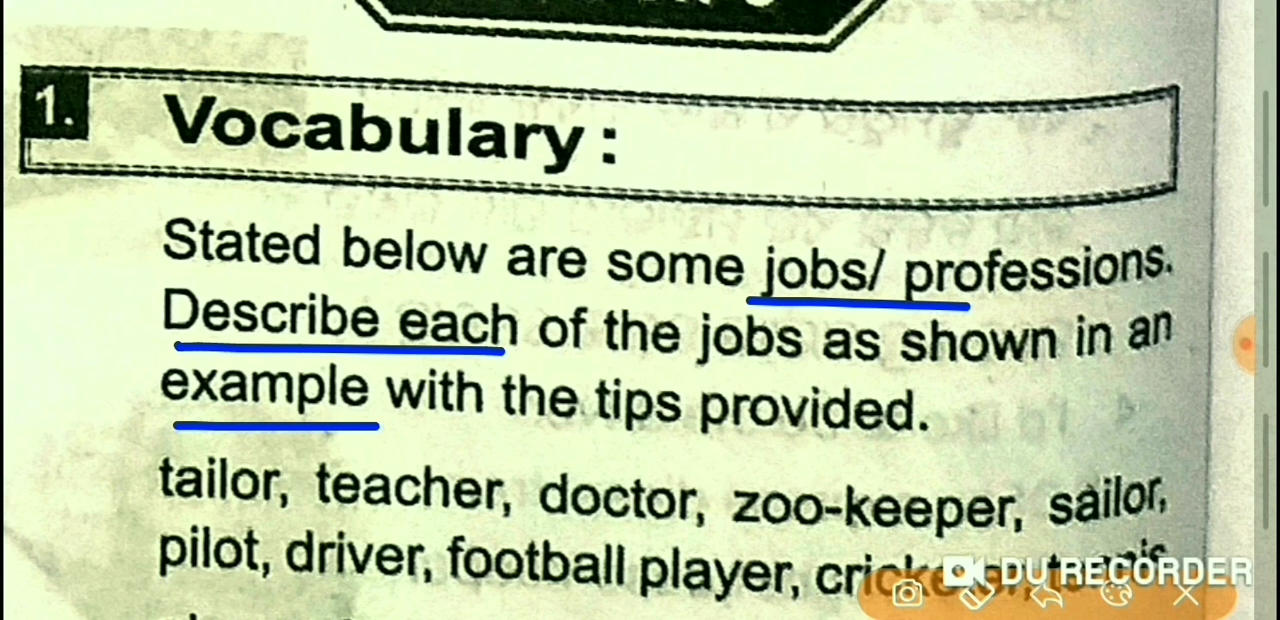 1. Vocabulary :
Stated below are some jobs/ professions.
Describe each of the jobs as shown in an
example with the tips provided.
tailor, teacher, doctor, zoo-keeper, sailor,
pilot, driver, football player,
DU RECORDER